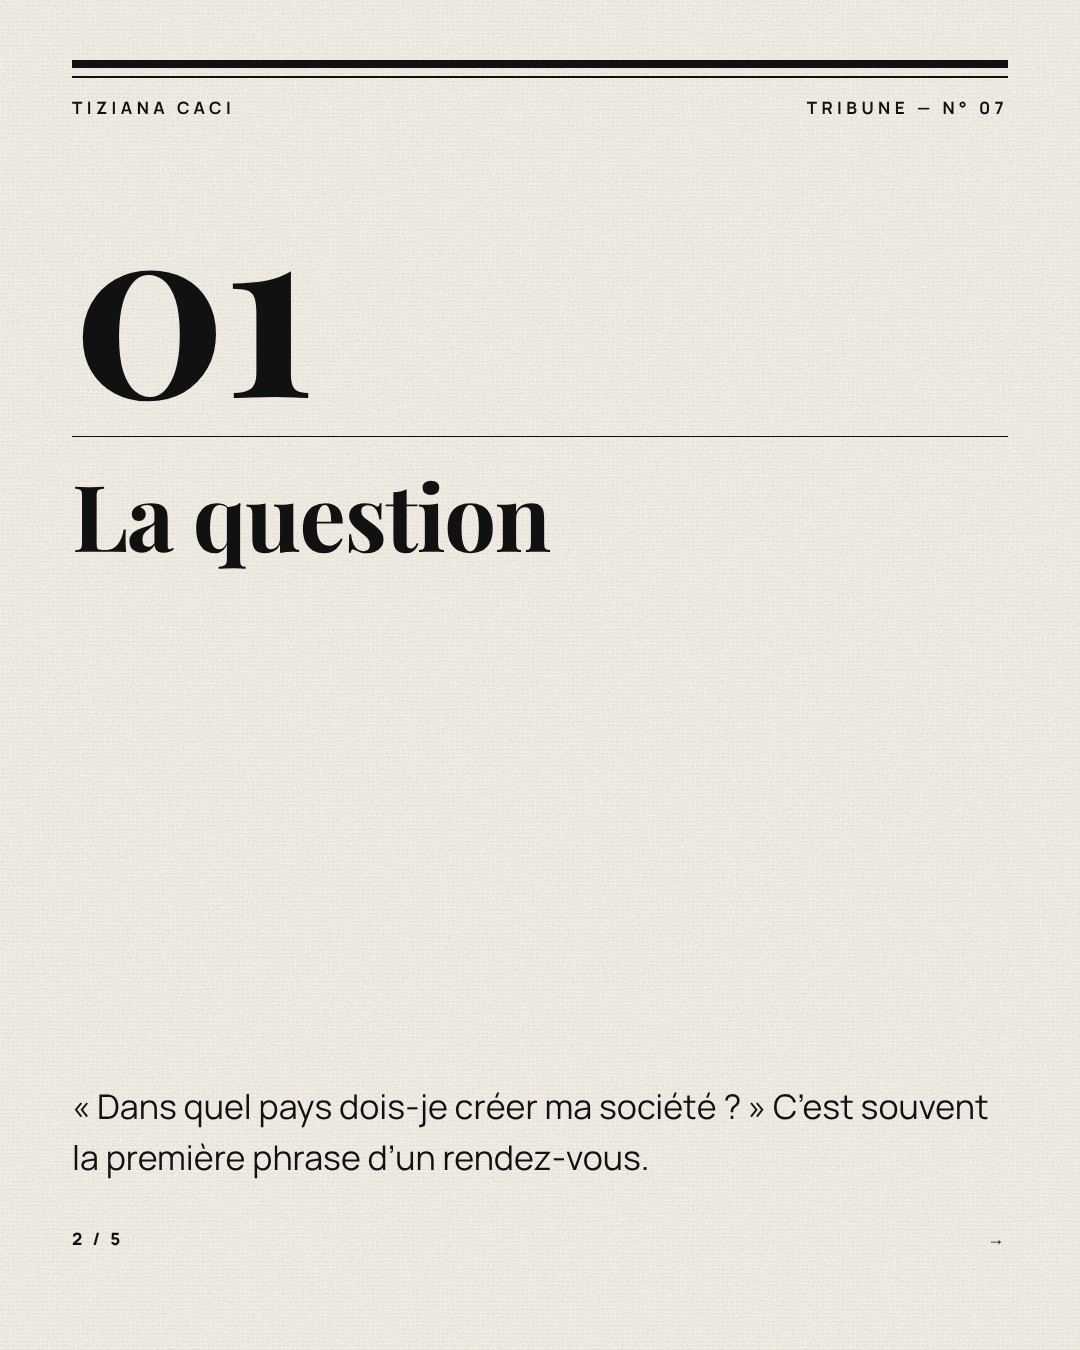 TIZIANA CACI
TRIBUNE — N° 07
01
La question
« Dans quel pays dois-je créer ma société ? » C’est souvent
la première phrase d’un rendez-vous.
2 / 5
→